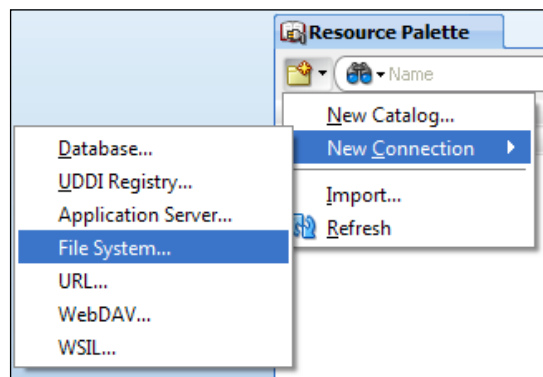 Resource Palette
Name
New Catalog...
New Connection
Import...
Refresh
Database...
UDDI Registry...
Application Server...
File System...
URL...
WebDAV...
WSIL...